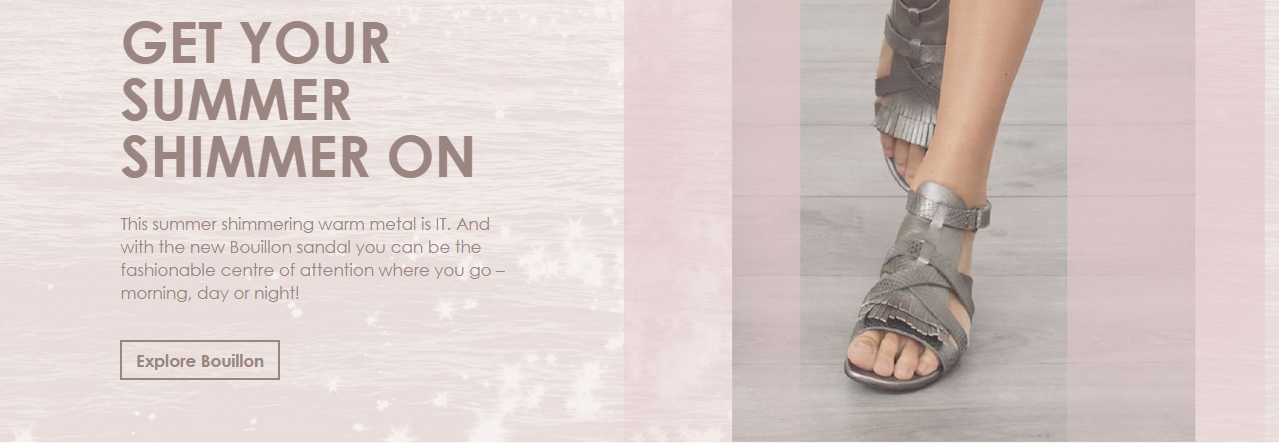 GET YOUR
SUMMER
SHIMMER ON
This summer shimmering warm metal is IT. And
with the new Bouillon sandal you can be the
fashionable centre of attention where you go –
morning, day or night!
Explore Bouillon